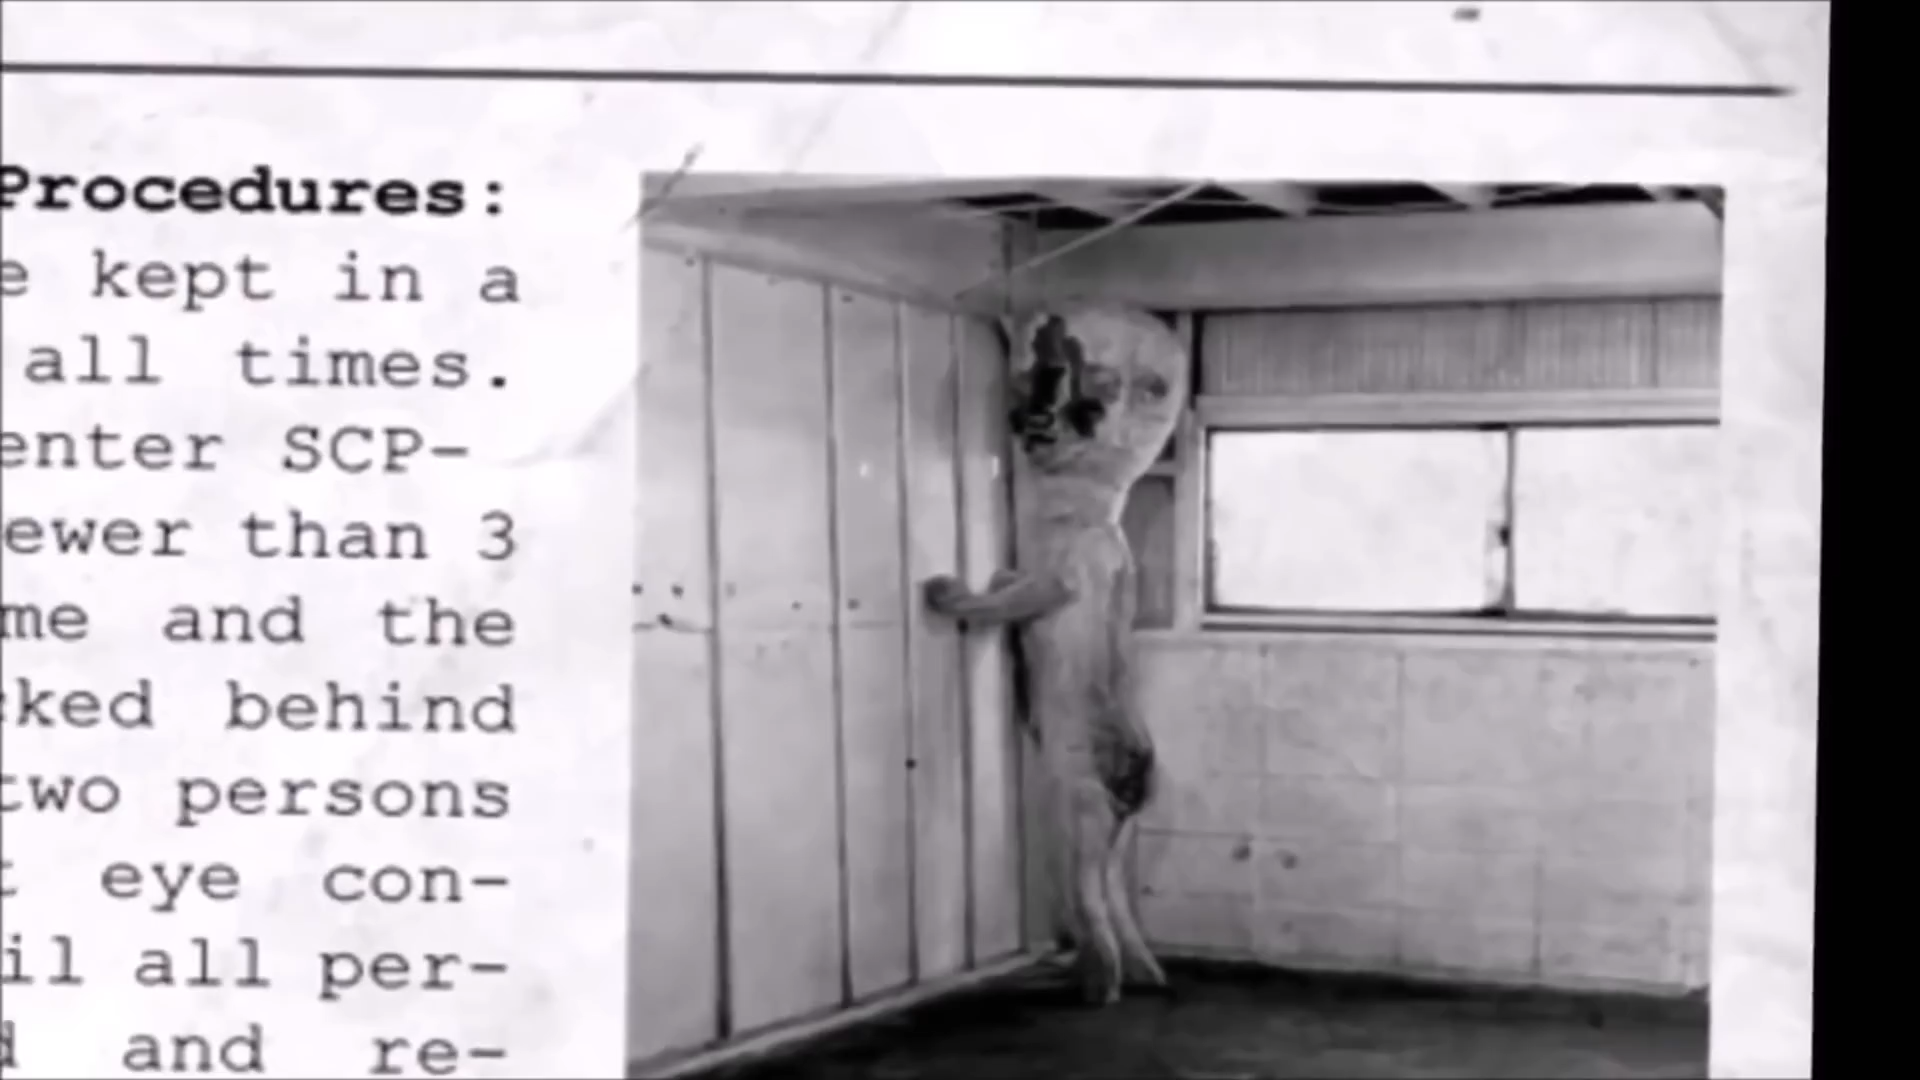 Procedures:
e kept in a
all times.
enter SCP-
ewer than 3
me and the
cked behind
two persons
t eye con-
il all per-
d and re-